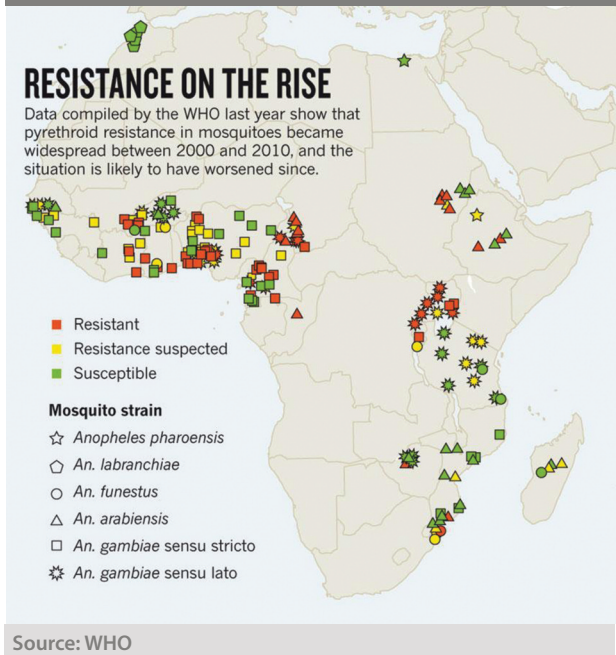 RESISTANCE ON THE RISE
Data compiled by the WHO last year show that
pyrethroid resistance in mosquitoes became
widespread between 2000 and 2010, and the
situation is likely to have worsened since.
Resistant
Resistance suspected
Susceptible
Mosquito strain
Anopheles pharoensis
An. labranchiae
An. funestus
An. arabiensis
An. gambiae sensu stricto
An. gambiae sensu lato
Source: WHO